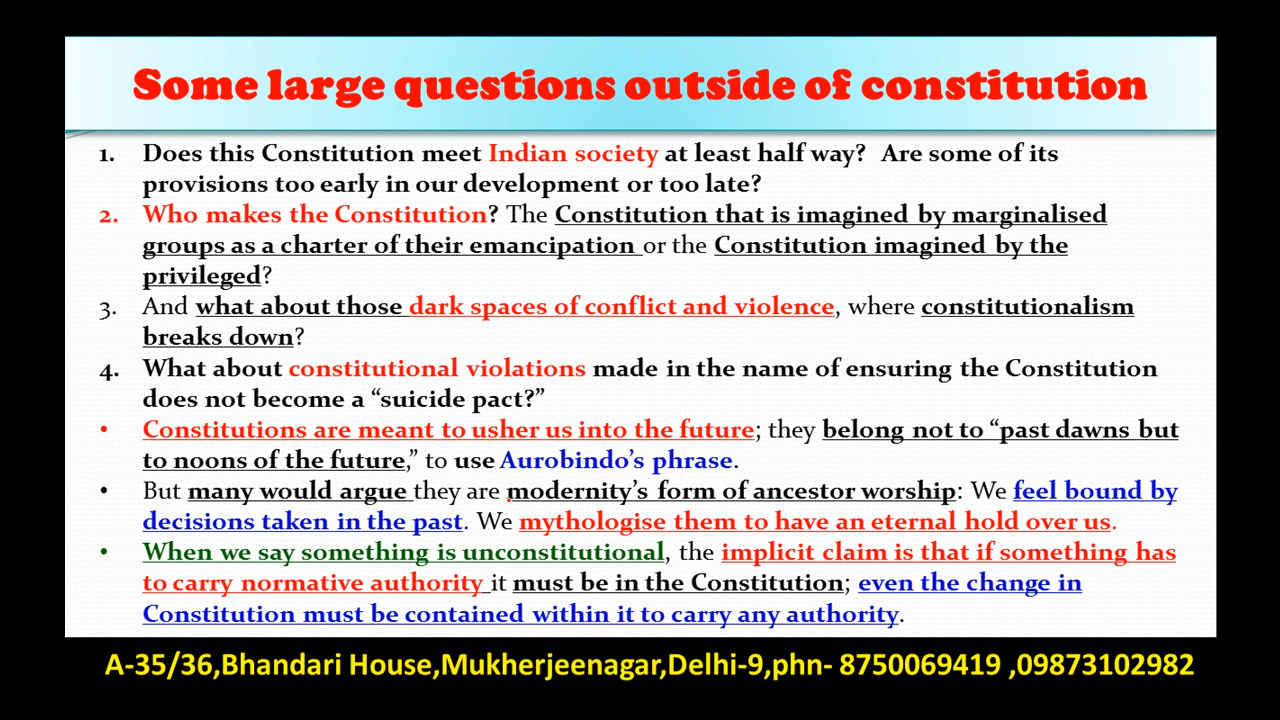 Some large questions outside of constitution
1. Does this Constitution meet Indian society at least half way? Are some of its
provisions too early in our development or too late?
2. Who makes the Constitution? The Constitution that is imagined by marginalised
groups as a charter of their emancipation or the Constitution imagined by the
privileged?
3. And what about those dark spaces of conflict and violence, where constitutionalism
breaks down?
4. What about constitutional violations made in the name of ensuring the Constitution
does not become a “suicide pact?”
• Constitutions are meant to usher us into the future; they belong not to “past dawns but
to noons of the future,” to use Aurobindo’s phrase.
• But many would argue they are modernity’s form of ancestor worship: We feel bound by
decisions taken in the past. We mythologise them to have an eternal hold over us.
• When we say something is unconstitutional, the implicit claim is that if something has
to carry normative authority it must be in the Constitution; even the change in
Constitution must be contained within it to carry any authority.
A-35/36,Bhandari House,Mukherjeenagar,Delhi-9,phn- 8750069419 ,09873102982